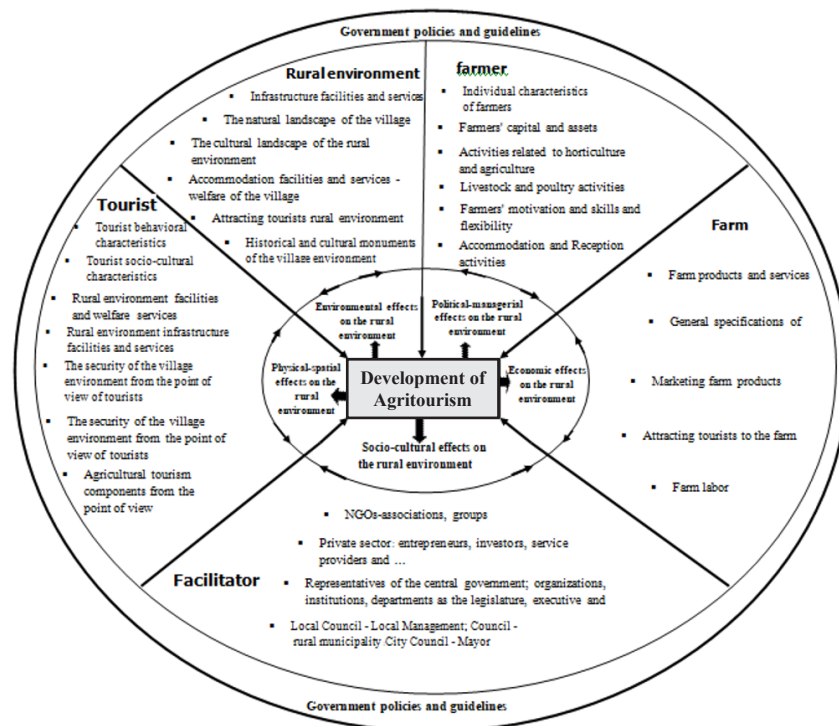 Government policies and guidelines
Rural environment
Infrastructure facilities and services
The natural landscape of the village
The cultural landscape of the rural
environment
Accommodation facilities and services -
welfare of the village
Attracting tourists rural environment
Historical and cultural monuments
of the village environment
farmer
Individual characteristics
of farmers
Farmers' capital and assets
Activities related to horticulture
and agriculture
Livestock and poultry activities
Farmers' motivation and skills and
flexibility
Accommodation and Reception
activities
Tourist
Tourist behavioral
characteristics
Tourist socio-cultural
characteristics
Rural environment facilities
and welfare services
Rural environment infrastructure
facilities and services
The security of the village
environment from the point of
view of tourists
The security of the village
environment from the point of
view of tourists
Agricultural tourism
components from the
point of view
Farm
Farm products and services
General specifications of
Marketing farm products
Attracting tourists to the farm
Farm labor
Environmental effects
on the rural
environment
Political-managerial
effects on the rural
environment
Physical-spatial
effects on the
rural
environment
Development of
Agritourism
Economic effects
on the rural
environment
Socio-cultural effects on
the rural environment
Facilitator
NGOs-associations, groups
Private sector: entrepreneurs, investors, service
providers and ...
Representatives of the central government; organizations,
institutions, departments as the legislature, executive and
Local Council - Local Management; Council -
rural municipality City Council - Mayor
Government policies and guidelines